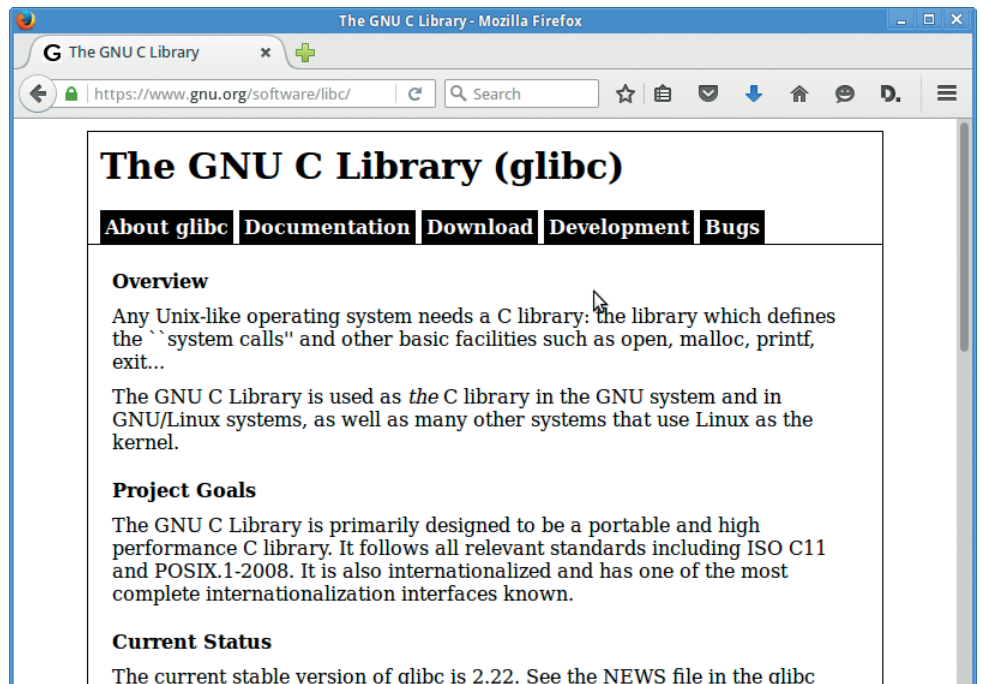 The GNU C Library - Mozilla Firefox
G The GNU C Library
https://www.gnu.org/software/libc/
Search
D.
The GNU C Library (glibc)
About glibc Documentation Download Development Bugs
Overview
Any Unix-like operating system needs a C library: the library which defines
the ``system calls'' and other basic facilities such as open, malloc, printf,
exit...
The GNU C Library is used as the C library in the GNU system and in
GNU/Linux systems, as well as many other systems that use Linux as the
kernel.
Project Goals
The GNU C Library is primarily designed to be a portable and high
performance C library. It follows all relevant standards including ISO C11
and POSIX.1-2008. It is also internationalized and has one of the most
complete internationalization interfaces known.
Current Status
The current stable version of glibc is 2.22. See the NEWS file in the glibc